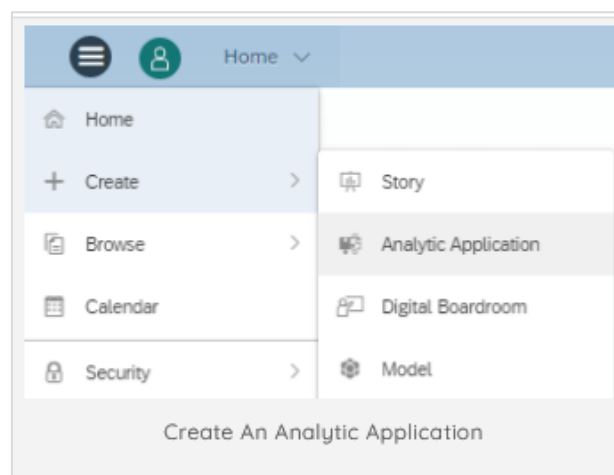 Home
Home
Create
Story
Browse
Analytic Application
Calendar
Digital Boardroom
Security
Model
Create An Analytic Application